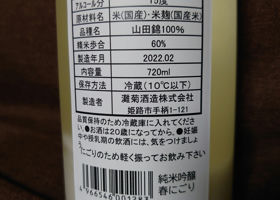 アルコール分 15度
原材料名 米(国産)・米麹(国産米)
品種名 山田錦100%
精米歩合 60%
製造年月 2022.02
内容量 720ml
保存方法 冷蔵(10℃以下)
製造者 灘菊酒造株式会社
姫路市手柄1-121
品質保持のため冷蔵庫に入れてください。
●お酒は20歳になってから。●妊娠
中や授乳期の飲酒には、気をつけましょう。
にごりのため軽く振ってお飲み下さい
純米吟醸
春にごり
4966546001283